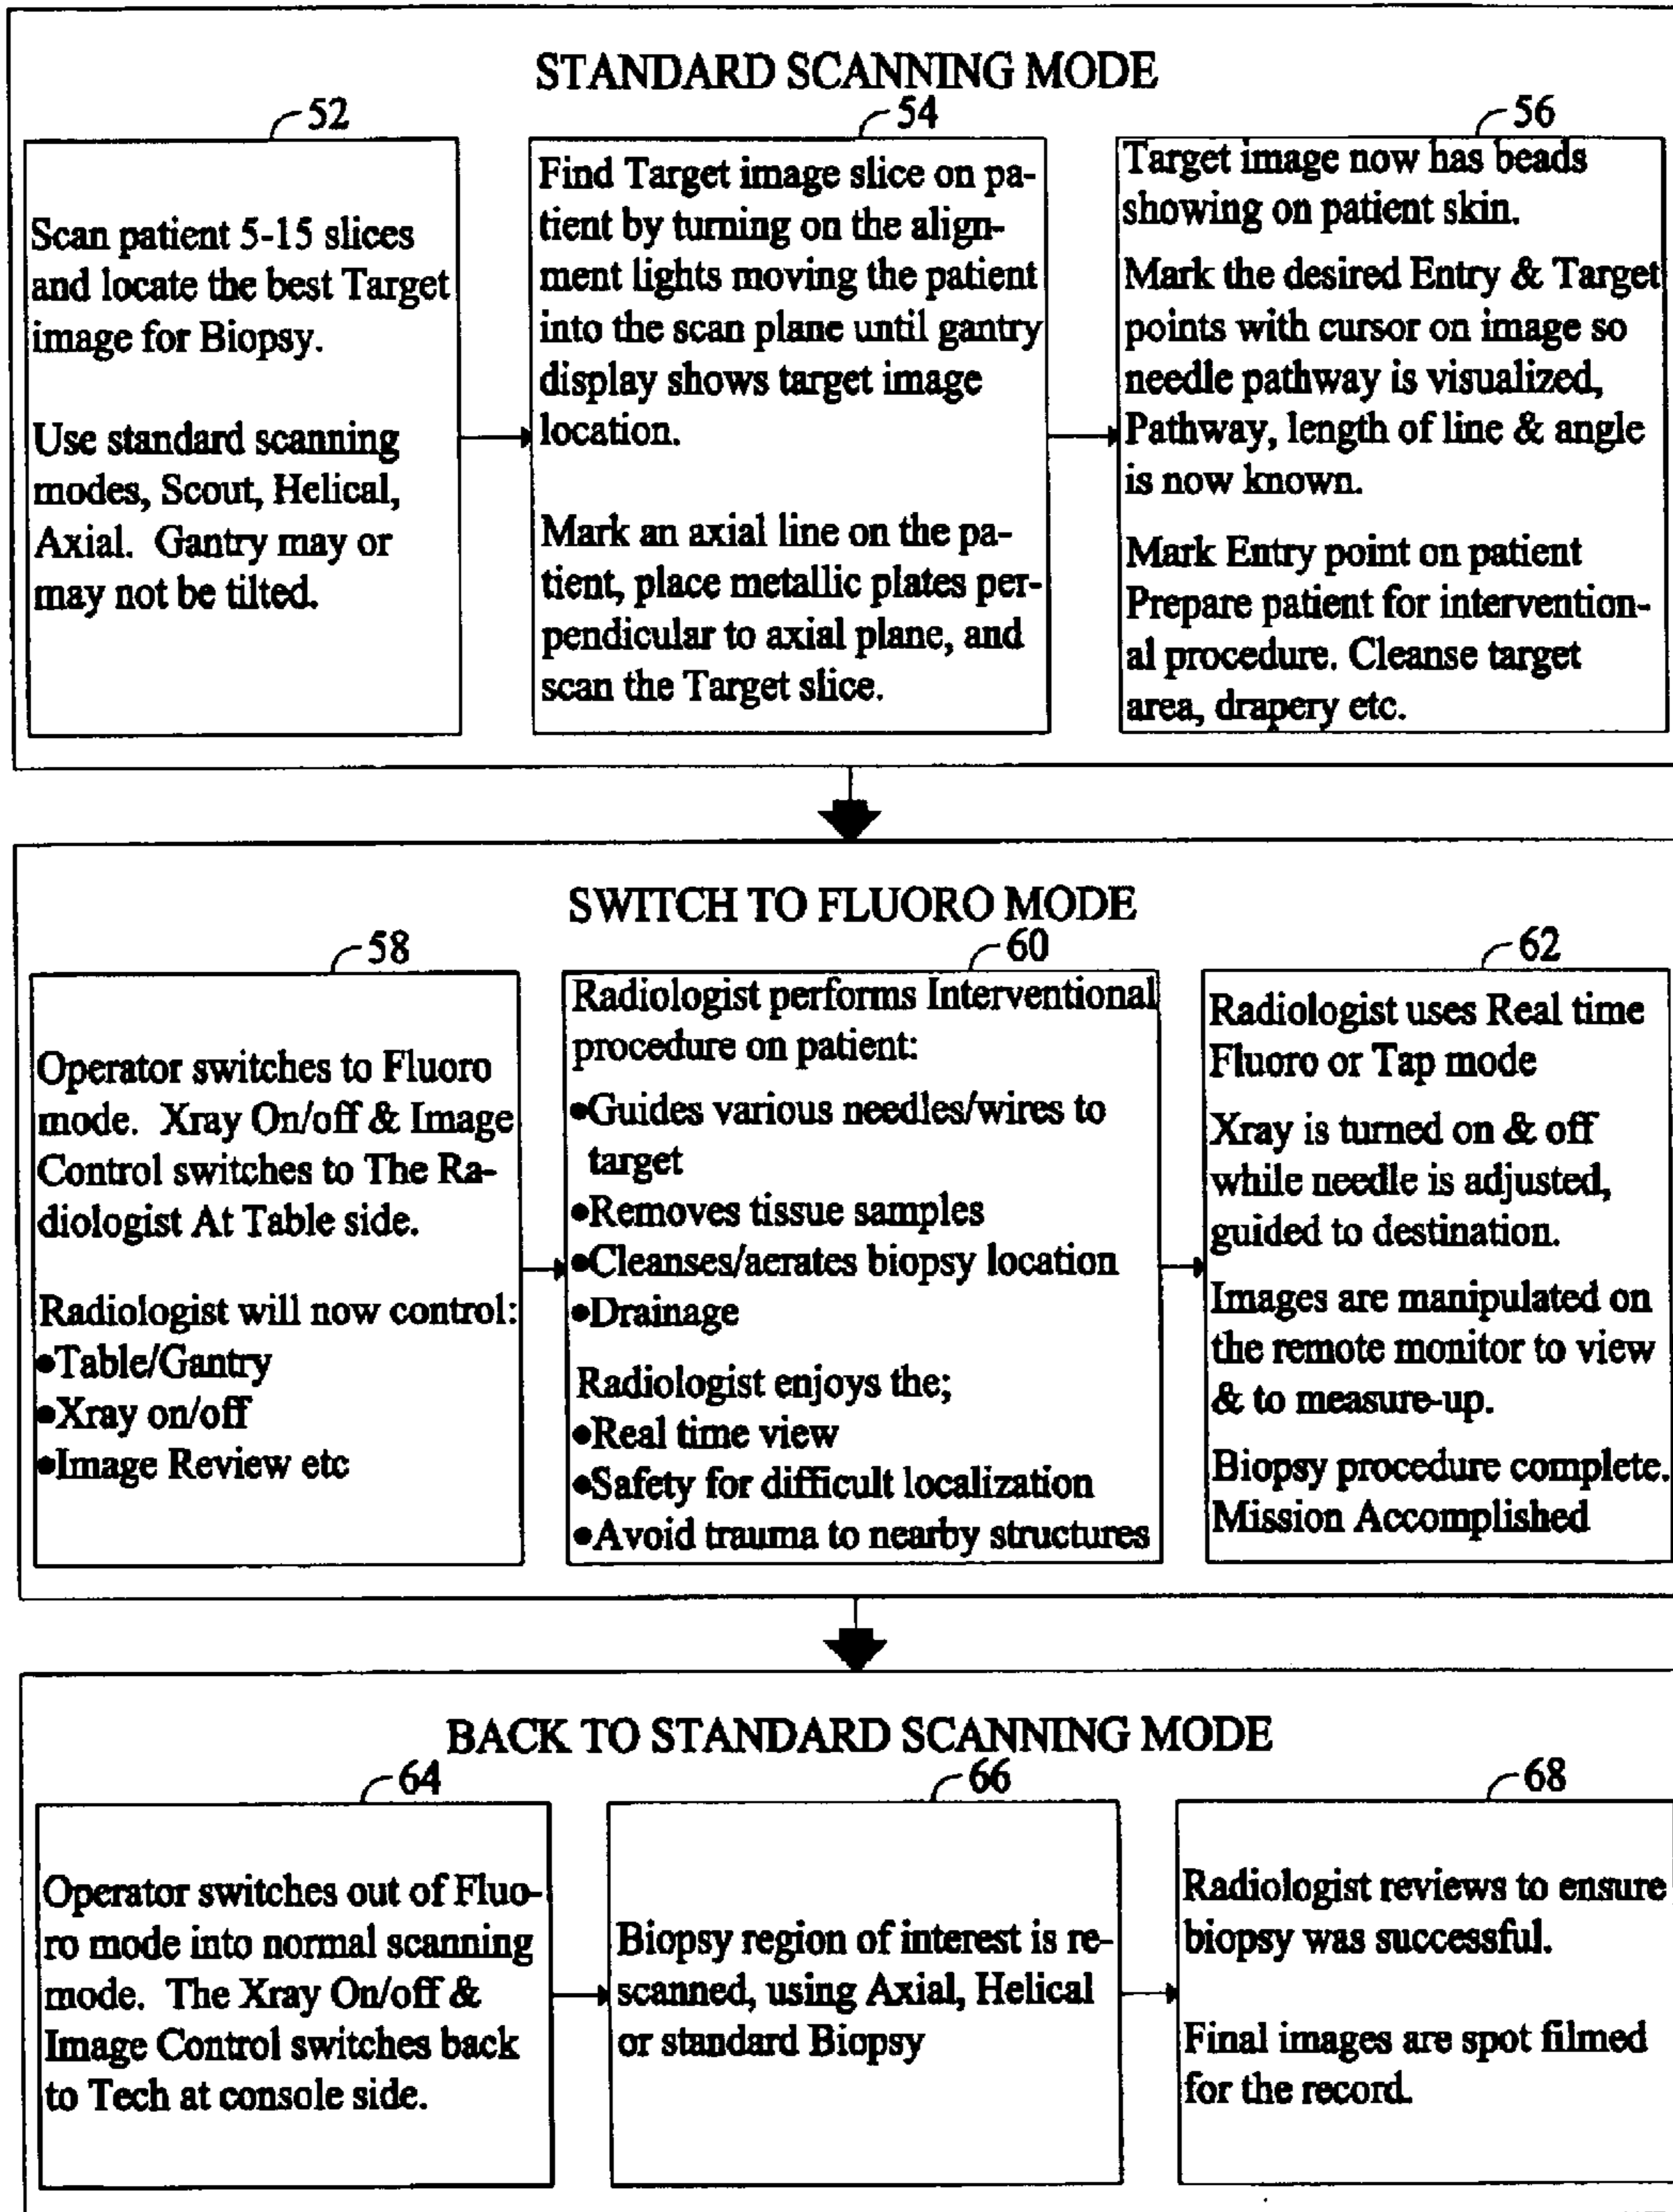 STANDARD SCANNING MODE
52
Scan patient 5-15 slices
and locate the best Target
image for Biopsy.
Use standard scanning
modes, Scout, Helical,
Axial. Gantry may or
may not be tilted.
54
Find Target image slice on pa-
tient by turning on the align-
ment lights moving the patient
into the scan plane until gantry
display shows target image
location.
Mark an axial line on the pa-
tient, place metallic plates per-
pendicular to axial plane, and
scan the Target slice.
56
Target image now has beads
showing on patient skin.
Mark the desired Entry & Target
points with cursor on image so
needle pathway is visualized,
Pathway, length of line & angle
is now known.
Mark Entry point on patient
Prepare patient for intervention-
al procedure. Cleanse target
area, drapery etc.
SWITCH TO FLUORO MODE
58
Operator switches to Fluoro
mode. Xray On/off & Image
Control switches to The Ra-
diologist At Table side.
Radiologist will now control:
•Table/Gantry
•Xray on/off
•Image Review etc
60
Radiologist performs Interventional
procedure on patient:
•Guides various needles/wires to
target
•Removes tissue samples
•Cleanses/aerates biopsy location
•Drainage
Radiologist enjoys the;
•Real time view
•Safety for difficult localization
•Avoid trauma to nearby structures
62
Radiologist uses Real time
Fluoro or Tap mode
Xray is turned on & off
while needle is adjusted,
guided to destination.
Images are manipulated on
the remote monitor to view
& to measure-up.
Biopsy procedure complete.
Mission Accomplished
BACK TO STANDARD SCANNING MODE
64
Operator switches out of Fluo-
ro mode into normal scanning
mode. The Xray On/off &
Image Control switches back
to Tech at console side.
66
Biopsy region of interest is re-
scanned, using Axial, Helical
or standard Biopsy
68
Radiologist reviews to ensure
biopsy was successful.
Final images are spot filmed
for the record.